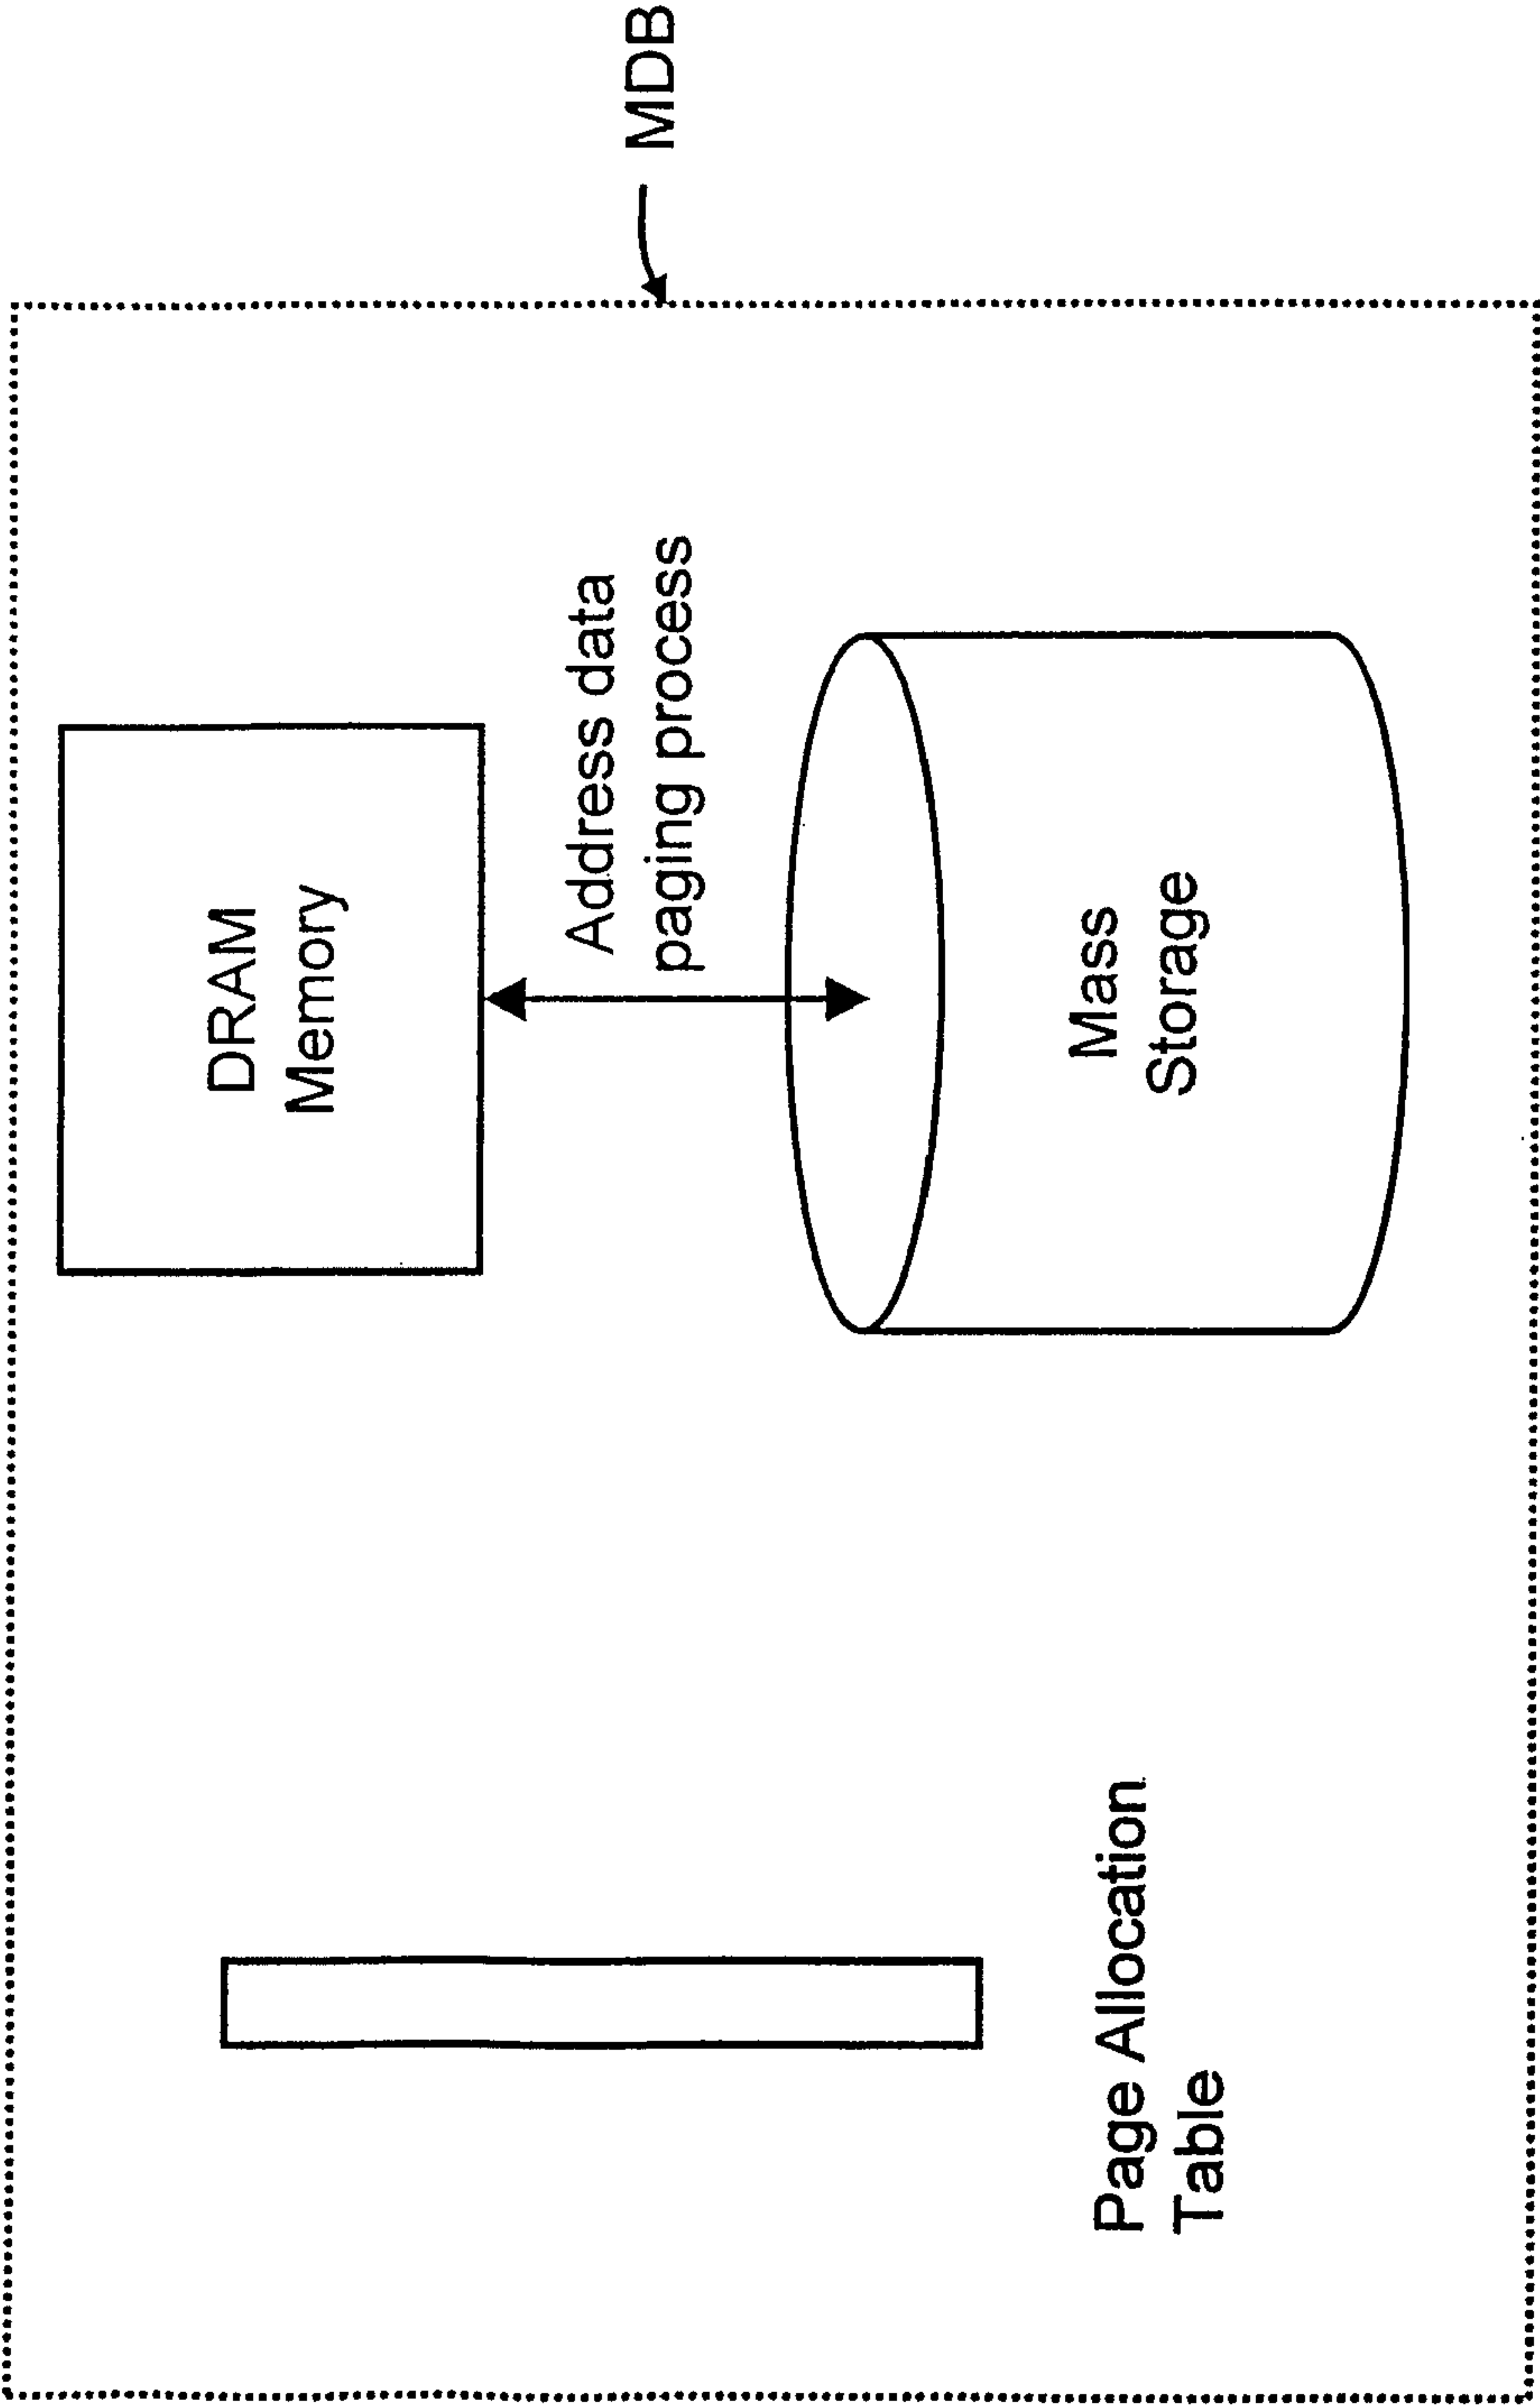 MDB
DRAM
Memory
Address data
paging process
Mass
Storage
Page Allocation
Table